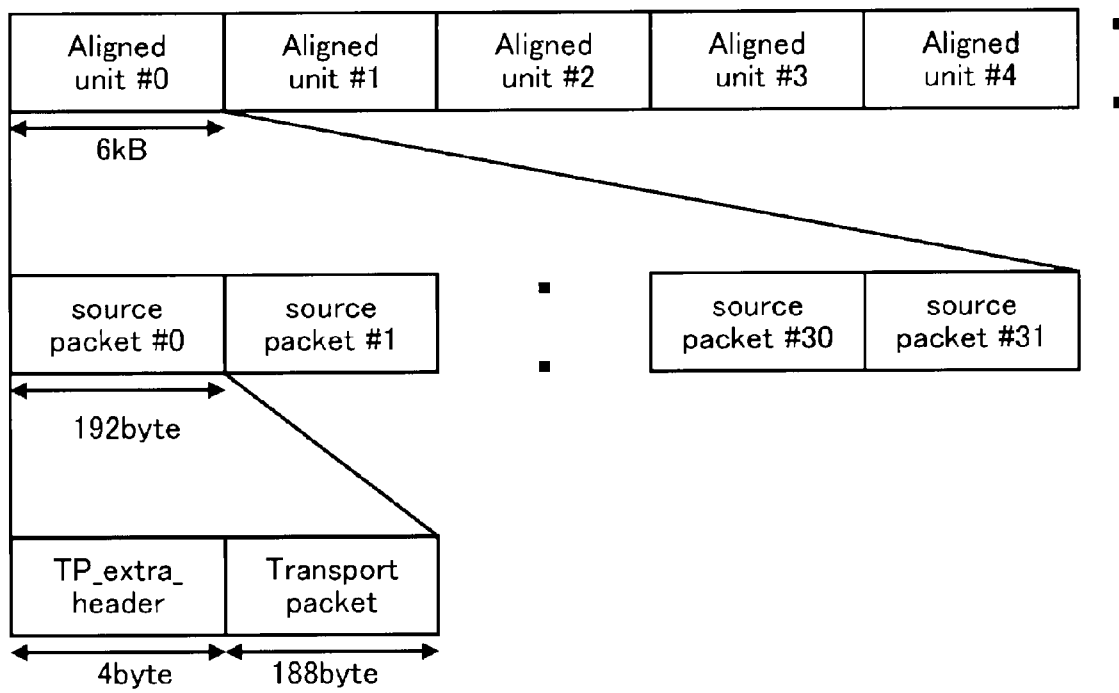 Aligned
unit #0
Aligned
unit #1
Aligned
unit #2
Aligned
unit #3
Aligned
unit #4
6kB
source
packet #0
source
packet #1
source
packet #30
source
packet #31
192byte
TP_extra_
header
Transport
packet
4byte
188byte